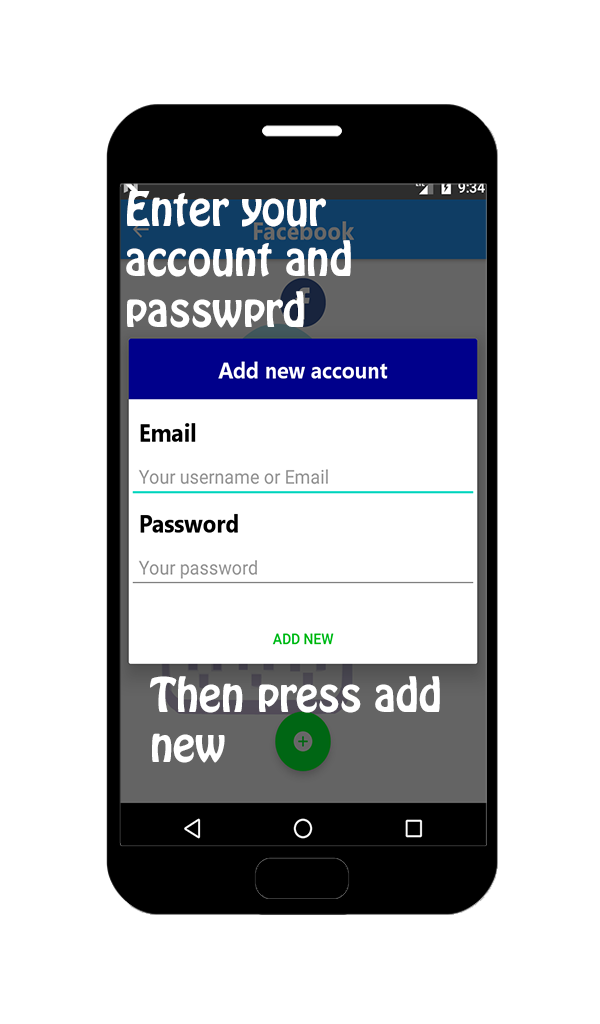 9:34
Enter your
Facebook
account and
passwprd
f
Add new account
Email
Your username or Email
Password
Your password
ADD NEW
Then press add
new